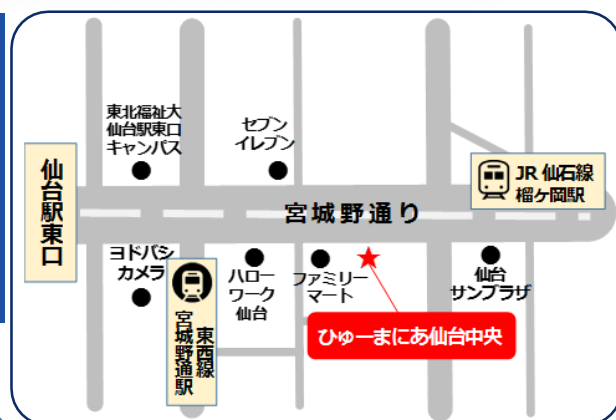 東北福祉大
仙台駅東口
キャンパス
セブン
イレブン
仙台駅東口
JR 仙石線
榴ヶ岡駅
宮城野通り
ヨドバシ
カメラ
東西線
宮城野通駅
ハロー
ワーク
仙台
ファミリー
マート
仙台
サンプラザ
ひゅーまにあ仙台中央